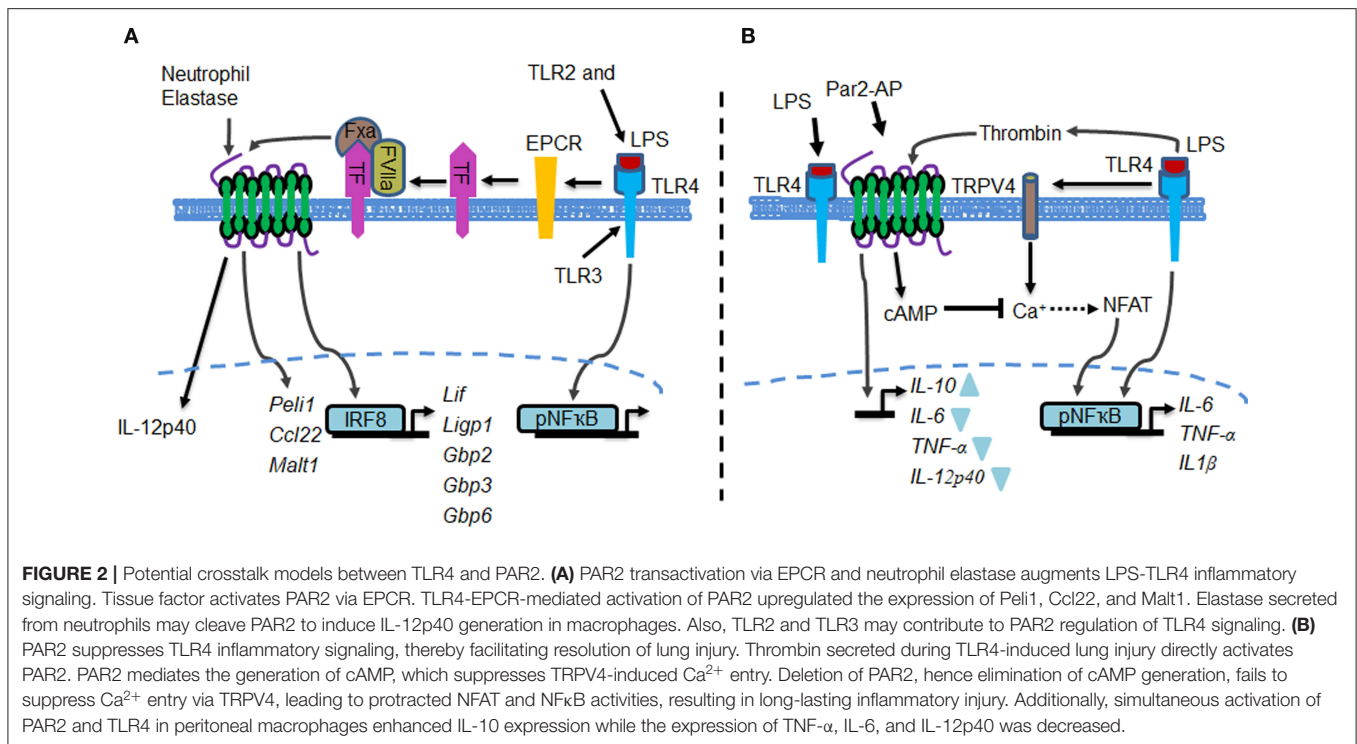 A
Neutrophil
Elastase
Fxa
TF
FVIIa
TF
EPCR
TLR2 and
LPS
TLR4
TLR3
IL-12p40
Peli1
Ccl22
Malt1
IRF8
Lif
Ligp1
Gbp2
Gbp3
Gbp6
pNFκB
B
LPS
Par2-AP
TLR4
Thrombin
TRPV4
TLR4
LPS
cAMP
Ca⁺
NFAT
IL-10
IL-6
TNF-α
IL-12p40
pNFκB
IL-6
TNF-α
IL1β
FIGURE 2 | Potential crosstalk models between TLR4 and PAR2. (A) PAR2 transactivation via EPCR and neutrophil elastase augments LPS-TLR4 inflammatory
signaling. Tissue factor activates PAR2 via EPCR. TLR4-EPCR-mediated activation of PAR2 upregulated the expression of Peli1, Ccl22, and Malt1. Elastase secreted
from neutrophils may cleave PAR2 to induce IL-12p40 generation in macrophages. Also, TLR2 and TLR3 may contribute to PAR2 regulation of TLR4 signaling. (B)
PAR2 suppresses TLR4 inflammatory signaling, thereby facilitating resolution of lung injury. Thrombin secreted during TLR4-induced lung injury directly activates
PAR2. PAR2 mediates the generation of cAMP, which suppresses TRPV4-induced Ca²⁺ entry. Deletion of PAR2, hence elimination of cAMP generation, fails to
suppress Ca²⁺ entry via TRPV4, leading to protracted NFAT and NFκB activities, resulting in long-lasting inflammatory injury. Additionally, simultaneous activation of
PAR2 and TLR4 in peritoneal macrophages enhanced IL-10 expression while the expression of TNF-α, IL-6, and IL-12p40 was decreased.